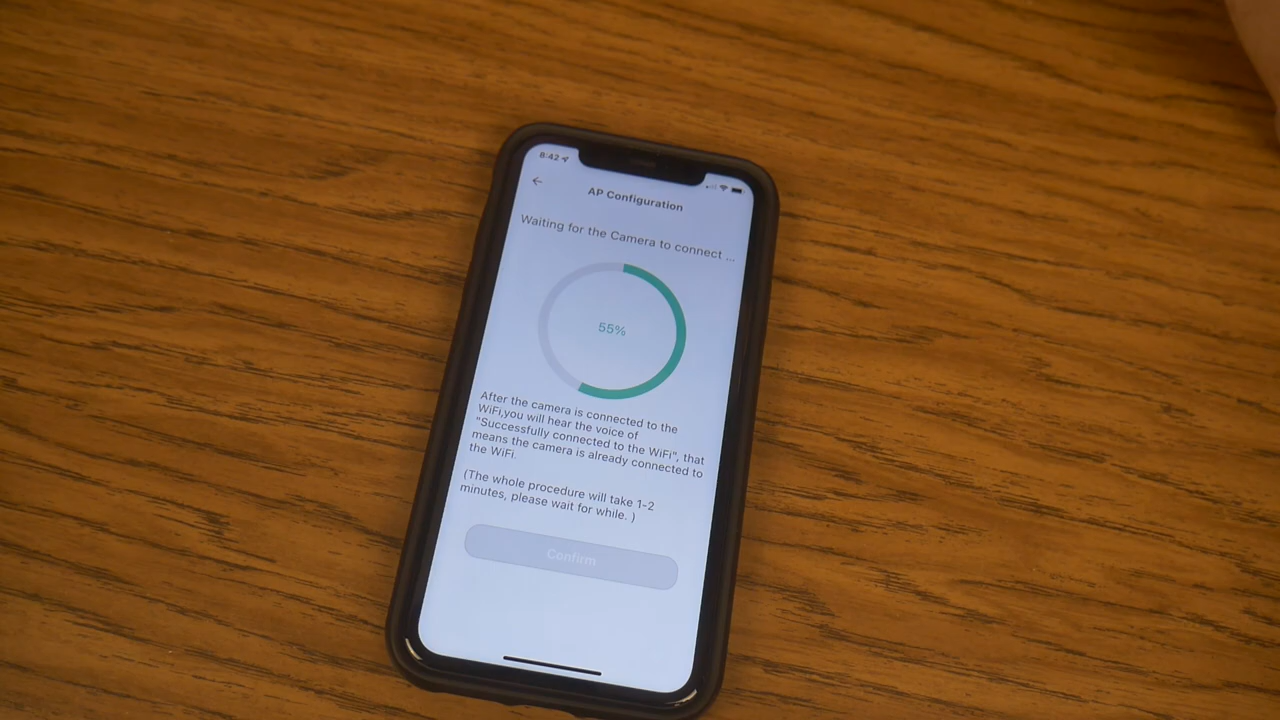 8:42
AP Configuration
Waiting for the Camera to connect ...
55%
After the camera is connected to the
WiFi,you will hear the voice of
"Successfully connected to the WiFi", that
means the camera is already connected to
the WiFi.
(The whole procedure will take 1-2
minutes, please wait for while. )
Confirm